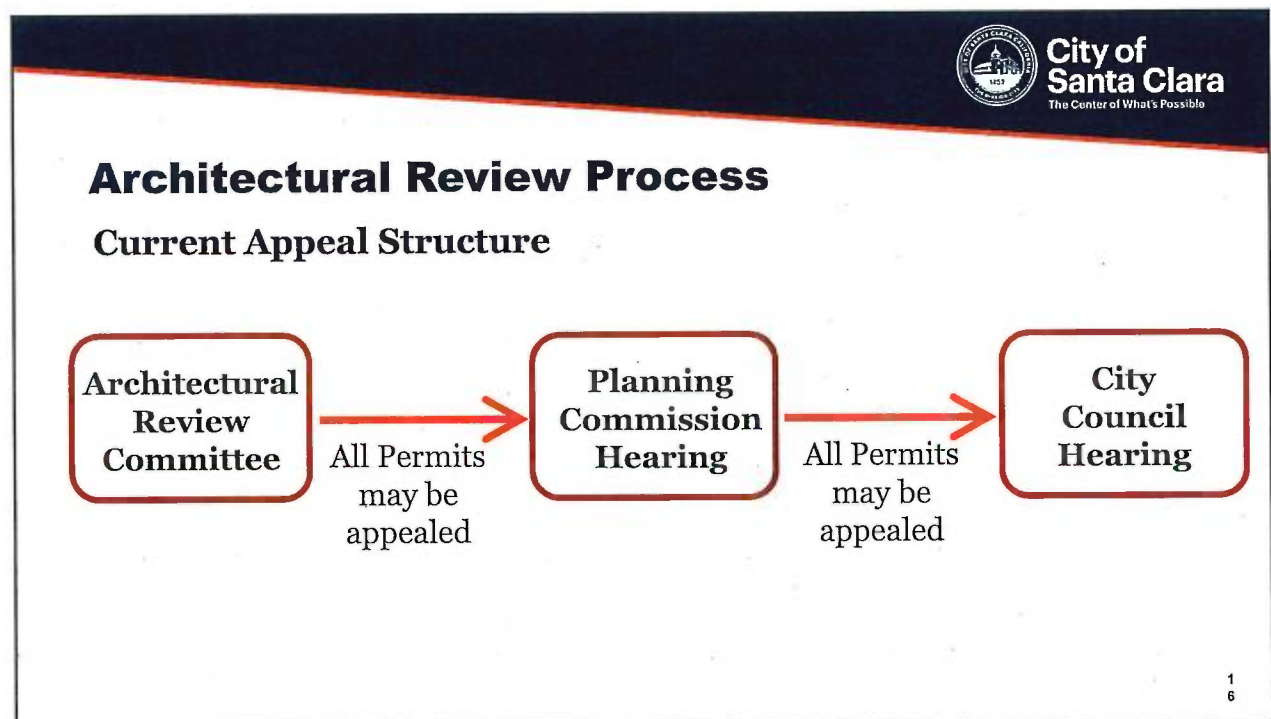 City of
Santa Clara
The Center of What's Possible
Architectural Review Process
Current Appeal Structure
Architectural
Review
Committee
All Permits
may be
appealed
Planning
Commission
Hearing
All Permits
may be
appealed
City
Council
Hearing
1
6